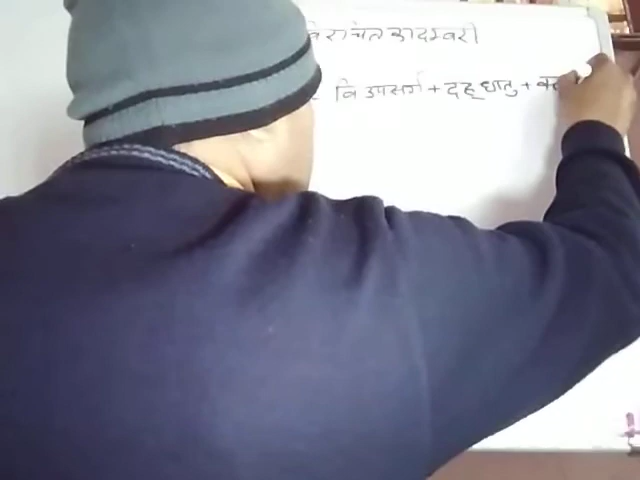 विरचित कादम्बरी
वि उपसर्ग + दह् धातु + क्त